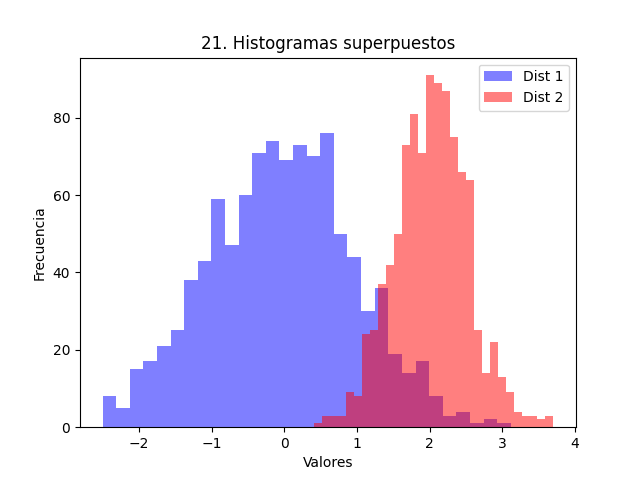 21. Histogramas superpuestos
Dist 1
Dist 2
Frecuencia
80
60
40
20
0
−2
−1
0
1
2
3
4
Valores